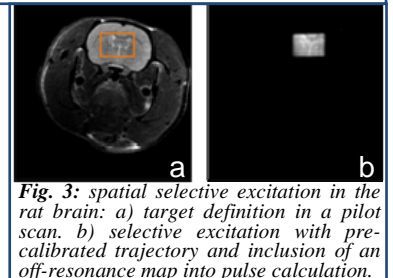 a
b
Fig. 3: spatial selective excitation in the
rat brain: a) target definition in a pilot
scan. b) selective excitation with pre-
calibrated trajectory and inclusion of an
off-resonance map into pulse calculation.